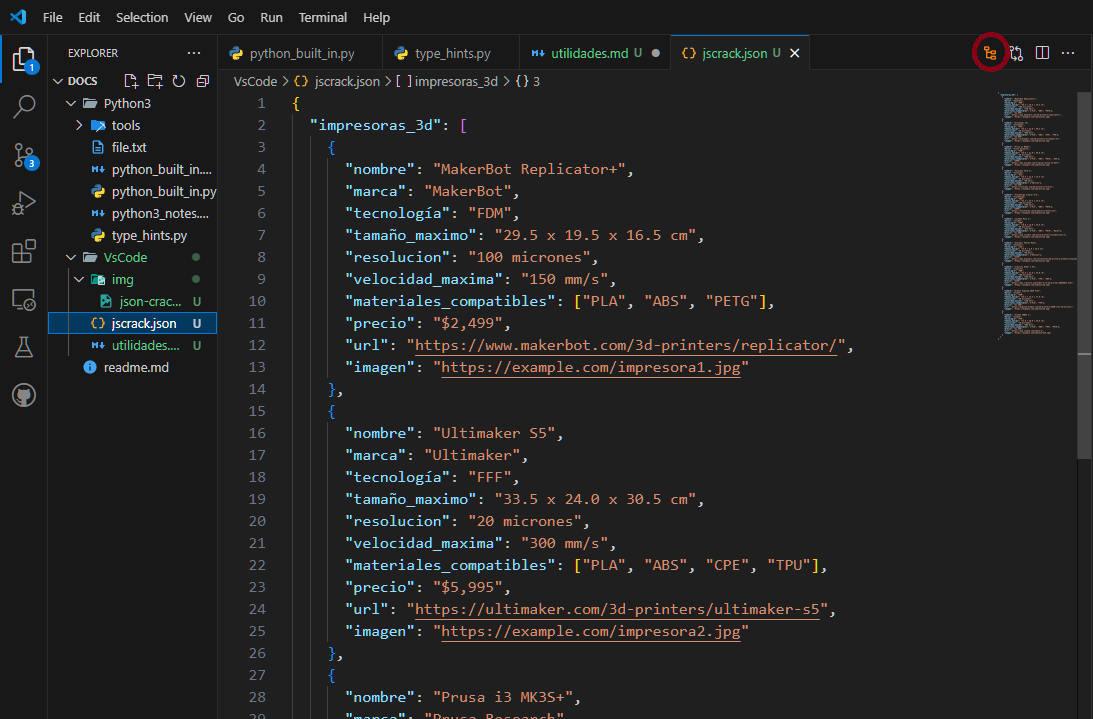 File Edit Selection View Go Run Terminal Help
EXPLORER
python_built_in.py type_hints.py utilidades.md U jscrack.json U
DOCS
VsCode > jscrack.json > [ ] impresoras_3d > {} 3
Python3
tools
file.txt
python_built_in....
python_built_in.py
python3_notes....
type_hints.py
VsCode
img
json-crac... U
jscrack.json U
utilidades.... U
readme.md
1
3
1 {
2 "impresoras_3d": [
3 {
4 "nombre": "MakerBot Replicator+",
5 "marca": "MakerBot",
6 "tecnología": "FDM",
7 "tamaño_maximo": "29.5 x 19.5 x 16.5 cm",
8 "resolucion": "100 micrones",
9 "velocidad_maxima": "150 mm/s",
10 "materiales_compatibles": ["PLA", "ABS", "PETG"],
11 "precio": "$2,499",
12 "url": "https://www.makerbot.com/3d-printers/replicator/",
13 "imagen": "https://example.com/impresora1.jpg"
14 },
15 {
16 "nombre": "Ultimaker S5",
17 "marca": "Ultimaker",
18 "tecnología": "FFF",
19 "tamaño_maximo": "33.5 x 24.0 x 30.5 cm",
20 "resolucion": "20 micrones",
21 "velocidad_maxima": "300 mm/s",
22 "materiales_compatibles": ["PLA", "ABS", "CPE", "TPU"],
23 "precio": "$5,995",
24 "url": "https://ultimaker.com/3d-printers/ultimaker-s5",
25 "imagen": "https://example.com/impresora2.jpg"
26 },
27 {
28 "nombre": "Prusa i3 MK3S+",
29 "marca": "Prusa Research"